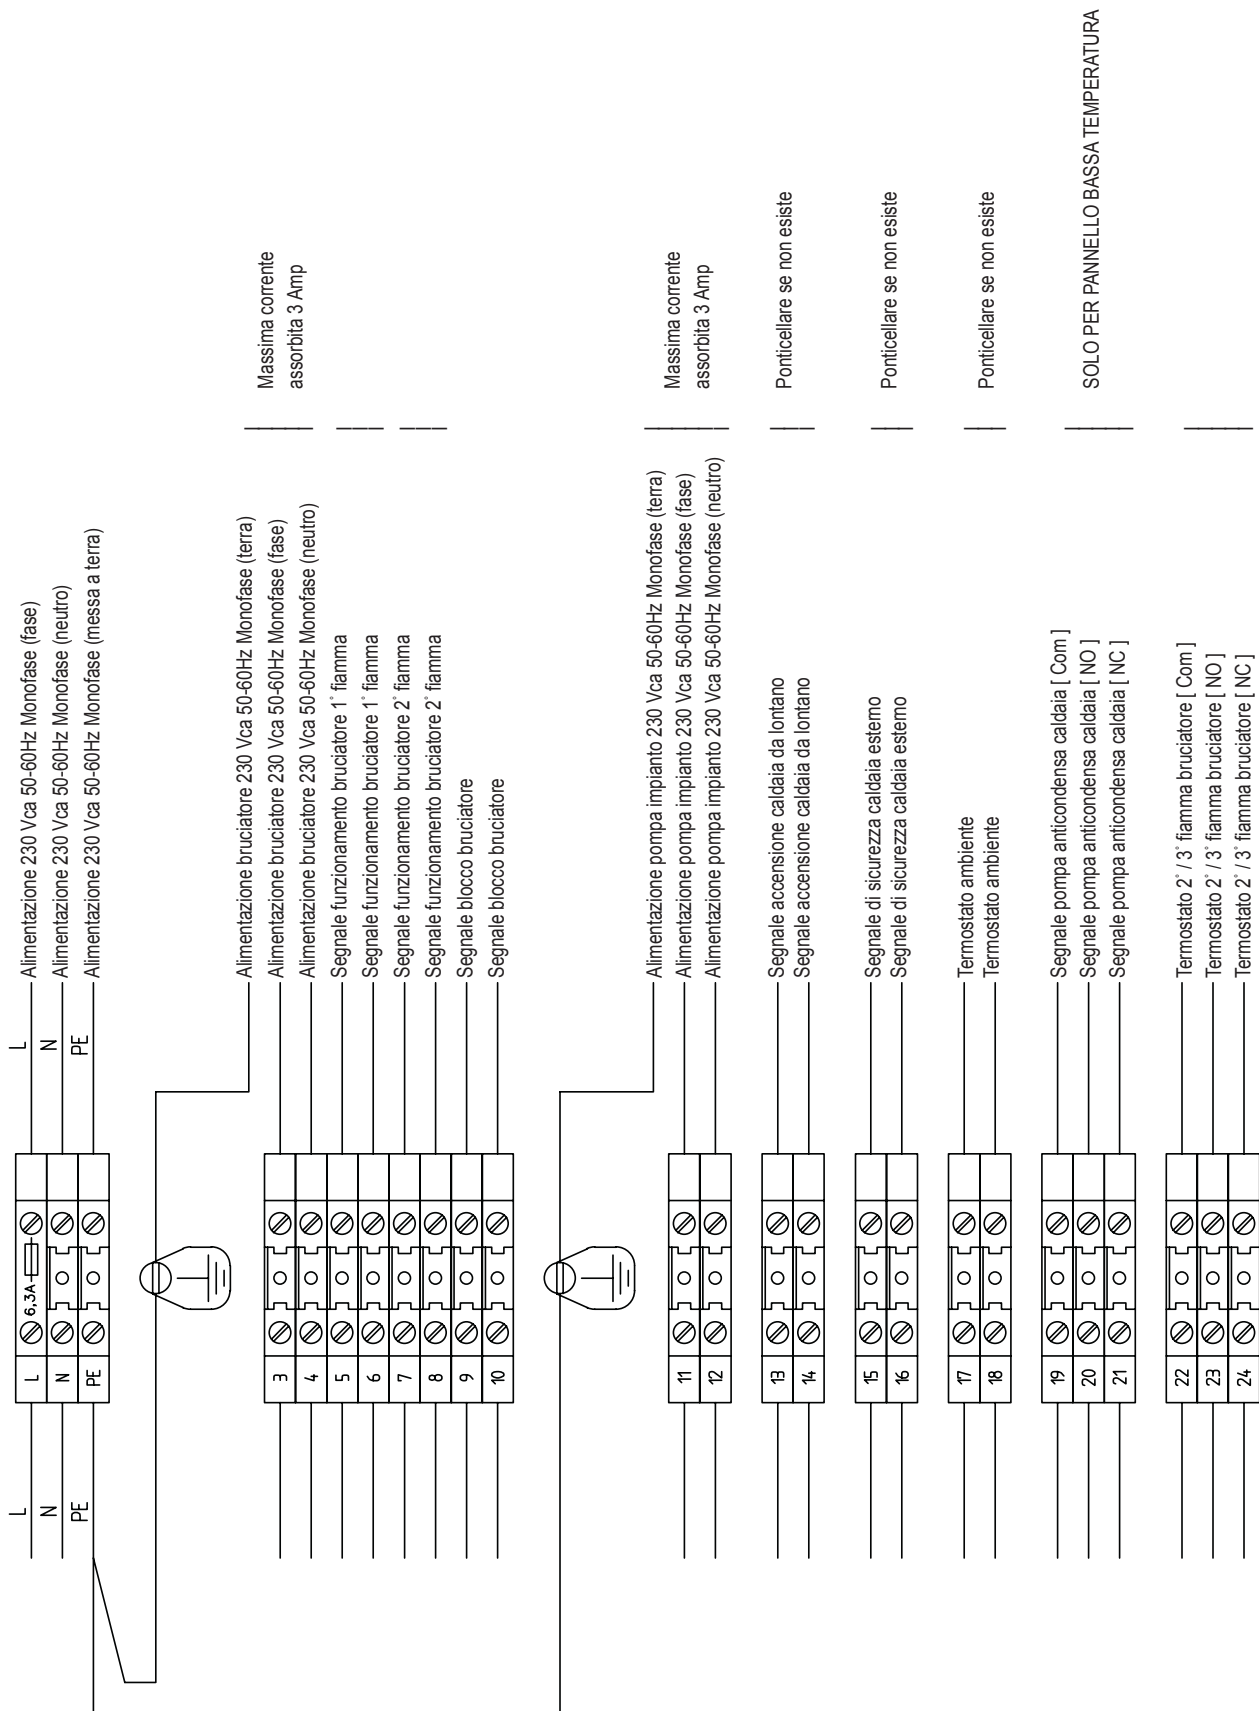 L
N
PE
L
6,3A
L
N
PE
Alimentazione 230 Vca 50-60Hz Monofase (fase)
N
Alimentazione 230 Vca 50-60Hz Monofase (neutro)
PE
Alimentazione 230 Vca 50-60Hz Monofase (messa a terra)
Alimentazione bruciatore 230 Vca 50-60Hz Monofase (terra)
3
Alimentazione bruciatore 230 Vca 50-60Hz Monofase (fase)
4
Alimentazione bruciatore 230 Vca 50-60Hz Monofase (neutro)
Massima corrente
assorbita 3 Amp
5
Segnale funzionamento bruciatore 1° fiamma
6
Segnale funzionamento bruciatore 1° fiamma
7
Segnale funzionamento bruciatore 2° fiamma
8
Segnale funzionamento bruciatore 2° fiamma
9
Segnale blocco bruciatore
10
Segnale blocco bruciatore
Alimentazione pompa impianto 230 Vca 50-60Hz Monofase (terra)
11
Alimentazione pompa impianto 230 Vca 50-60Hz Monofase (fase)
12
Alimentazione pompa impianto 230 Vca 50-60Hz Monofase (neutro)
Massima corrente
assorbita 3 Amp
13
Segnale accensione caldaia da lontano
14
Segnale accensione caldaia da lontano
Ponticellare se non esiste
15
Segnale di sicurezza caldaia esterno
16
Segnale di sicurezza caldaia esterno
Ponticellare se non esiste
17
Termostato ambiente
18
Termostato ambiente
Ponticellare se non esiste
19
Segnale pompa anticondensa caldaia [ Com ]
20
Segnale pompa anticondensa caldaia [ NO ]
21
Segnale pompa anticondensa caldaia [ NC ]
SOLO PER PANNELLO BASSA TEMPERATURA
22
Termostato 2° / 3° fiamma bruciatore [ Com ]
23
Termostato 2° / 3° fiamma bruciatore [ NO ]
24
Termostato 2° / 3° fiamma bruciatore [ NC ]